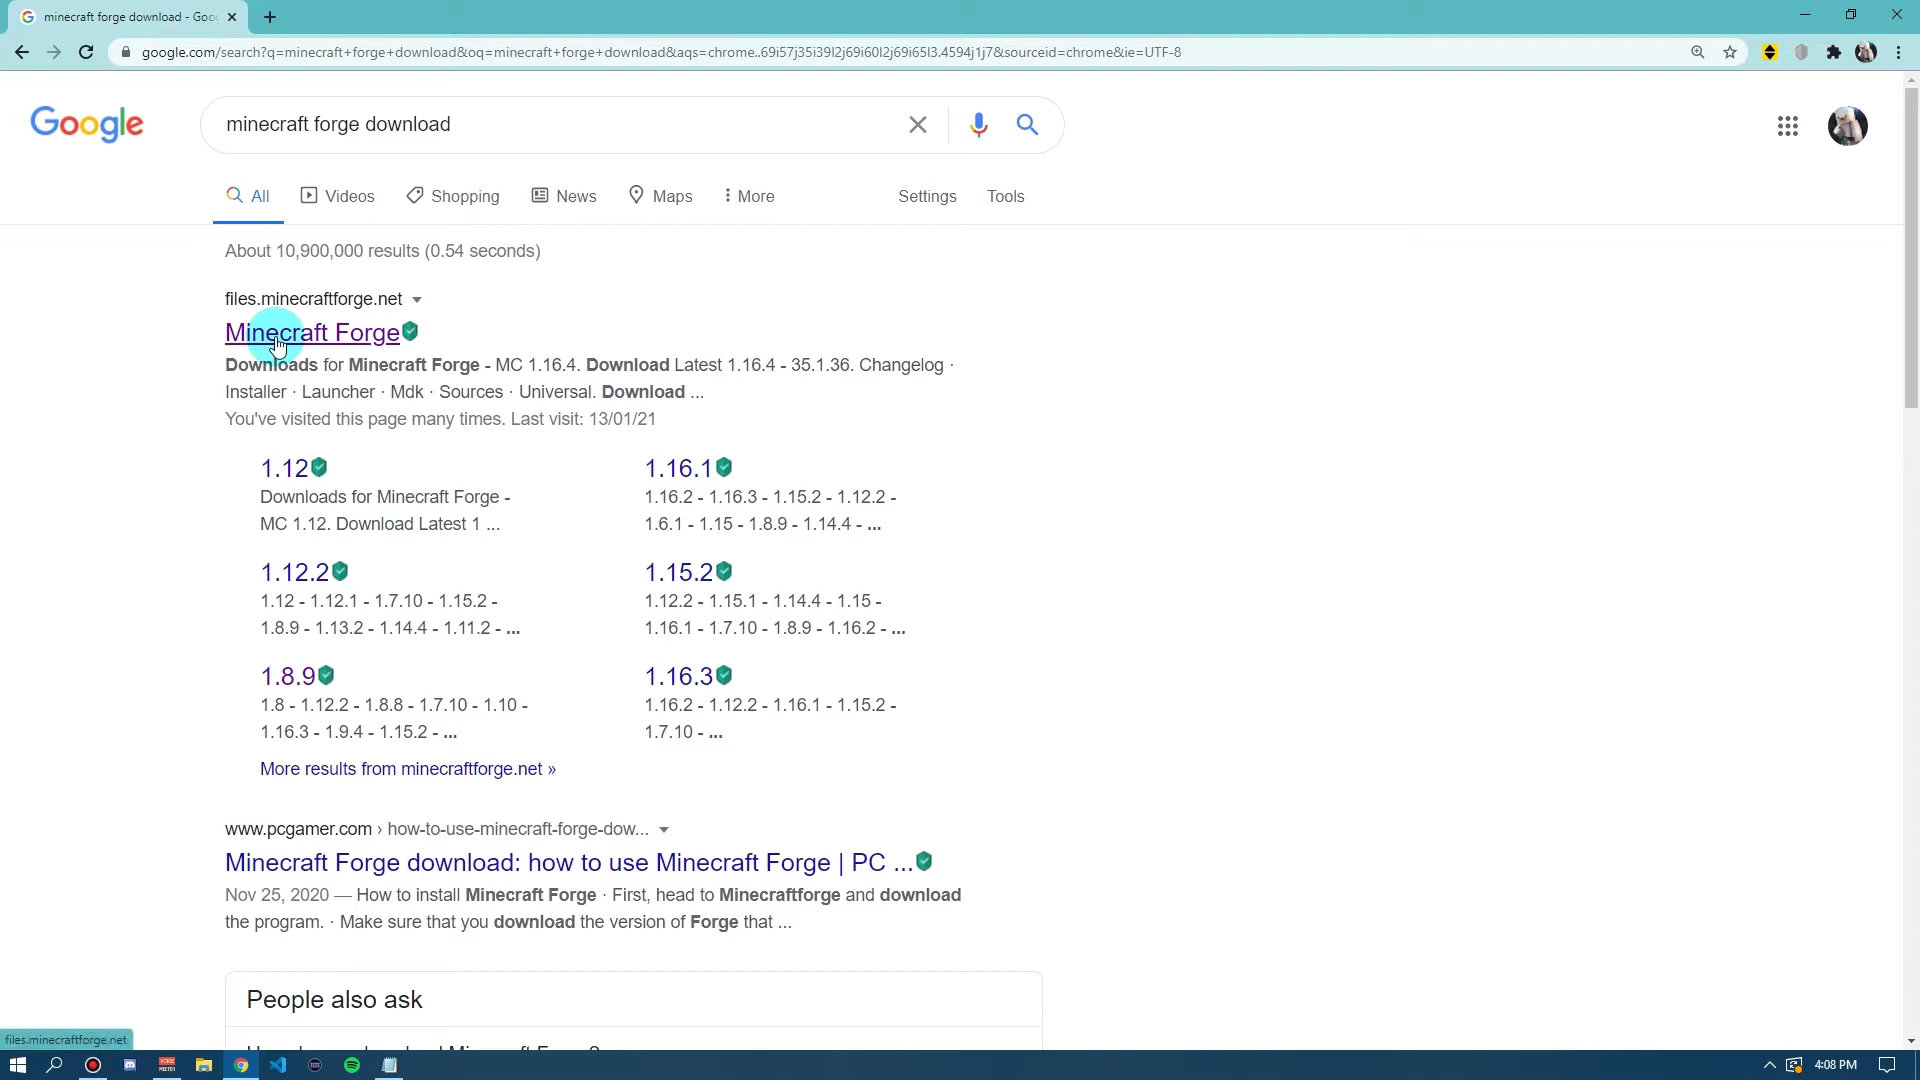 minecraft forge download - Goo
google.com/search?q=minecraft+forge+download&oq=minecraft+forge+download&aqs=chrome..69i57j35i39l2j69i60l2j69i65l3.4594j1j7&sourceid=chrome&ie=UTF-8
Google
minecraft forge download
All Videos Shopping News Maps More Settings Tools
About 10,900,000 results (0.54 seconds)
files.minecraftforge.net
Minecraft Forge
Downloads for Minecraft Forge - MC 1.16.4. Download Latest 1.16.4 - 35.1.36. Changelog ·
Installer · Launcher · Mdk · Sources · Universal. Download ...
You've visited this page many times. Last visit: 13/01/21
1.12
Downloads for Minecraft Forge -
MC 1.12. Download Latest 1 ...
1.16.1
1.16.2 - 1.16.3 - 1.15.2 - 1.12.2 -
1.6.1 - 1.15 - 1.8.9 - 1.14.4 - ...
1.12.2
1.12 - 1.12.1 - 1.7.10 - 1.15.2 -
1.8.9 - 1.13.2 - 1.14.4 - 1.11.2 - ...
1.15.2
1.12.2 - 1.15.1 - 1.14.4 - 1.15 -
1.16.1 - 1.7.10 - 1.8.9 - 1.16.2 - ...
1.8.9
1.8 - 1.12.2 - 1.8.8 - 1.7.10 - 1.10 -
1.16.3 - 1.9.4 - 1.15.2 - ...
1.16.3
1.16.2 - 1.12.2 - 1.16.1 - 1.15.2 -
1.7.10 - ...
More results from minecraftforge.net »
www.pcgamer.com › how-to-use-minecraft-forge-dow...
Minecraft Forge download: how to use Minecraft Forge | PC ...
Nov 25, 2020 — How to install Minecraft Forge · First, head to Minecraftforge and download
the program. · Make sure that you download the version of Forge that ...
People also ask
files.minecraftforge.net
4:08 PM